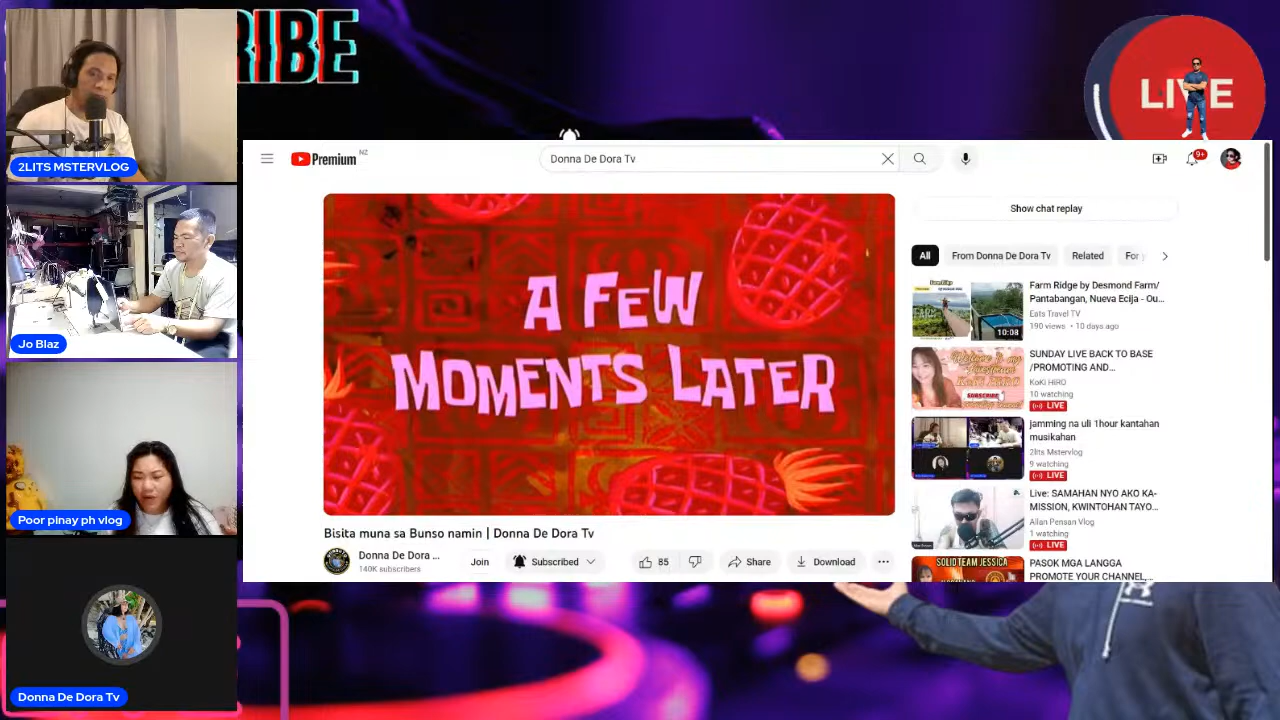 RIBE
LIVE
2LITS MSTERVLOG
Jo Blaz
Poor pinay ph vlog
Donna De Dora Tv
Premium NZ
Donna De Dora Tv
9+
A FEW
MOMENTS LATER
Bisita muna sa Bunso namin | Donna De Dora Tv
Donna De Dora ...
140K subscribers
Join
Subscribed
85
Share
Download
Show chat replay
All
From Donna De Dora Tv
Related
For
10:08
Farm Ridge by Desmond Farm/
Pantabangan, Nueva Ecija - Ou...
Eats Travel TV
190 views • 10 days ago
SUNDAY LIVE BACK TO BASE
/PROMOTING AND...
KoKi HIRO
10 watching
LIVE
jamming na uli 1hour kantahan
musikahan
2lits Mstervlog
9 watching
LIVE
Live: SAMAHAN NYO AKO KA-
MISSION, KWINTOHAN TAYO...
Allan Pensan Vlog
1 watching
LIVE
SOLID TEAM JESSICA
PASOK MGA LANGGA
PROMOTE YOUR CHANNEL,...